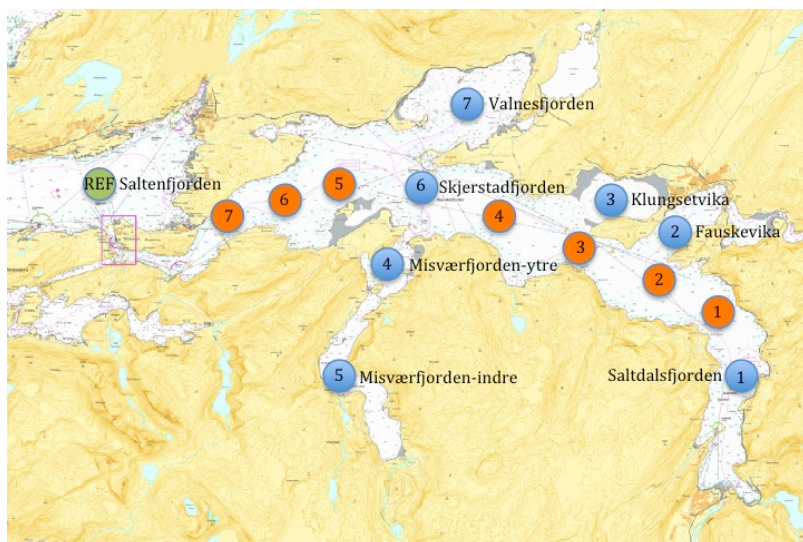 7 Valnesfjorden
REF Saltenfjorden
5
6 Skjerstadfjorden
6
3 Klungsetvika
7
4
2 Fauskevika
3
4 Misværfjorden-ytre
2
1
5 Misværfjorden-indre
Saltdalsfjorden 1